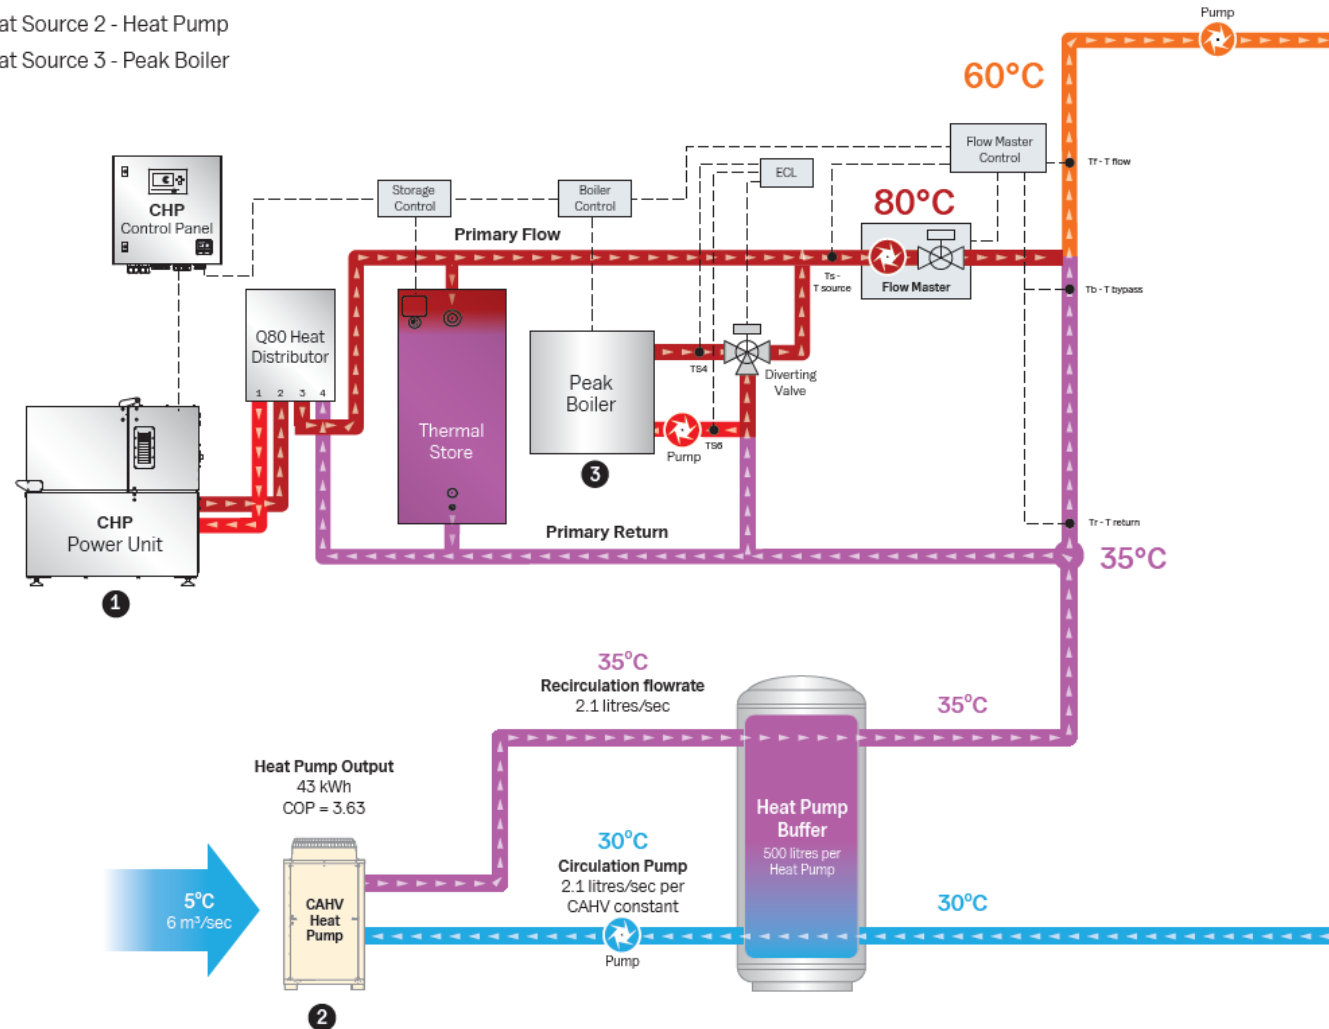 at Source 2 - Heat Pump
at Source 3 - Peak Boiler
Pump
60°C
Flow Master
Control
Tf - T flow
ECL
Storage
Control
Boiler
Control
CHP
Control Panel
80°C
Primary Flow
Ts -
T source
Flow Master
Tb - T bypass
Q80 Heat
Distributor
1 2 3 4
Peak
Boiler
TS4
Diverting
Valve
Thermal
Store
TS6
Pump
3
CHP
Power Unit
1
Primary Return
Tr - T return
35°C
35°C
Recirculation flowrate
2.1 litres/sec
35°C
Heat Pump Output
43 kWh
COP = 3.63
Heat Pump
Buffer
500 litres per
Heat Pump
30°C
Circulation Pump
2.1 litres/sec per
CAHV constant
30°C
5°C
6 m³/sec
CAHV
Heat
Pump
Pump
2